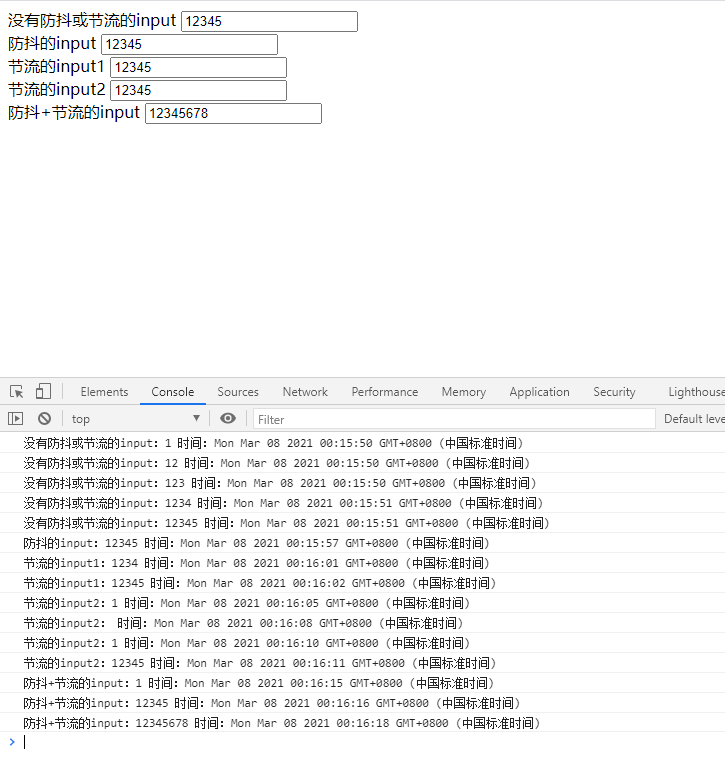 没有防抖或节流的input 12345
防抖的input 12345
节流的input1 12345
节流的input2 12345
防抖+节流的input 12345678
Elements Console Sources Network Performance Memory Application Security Lighthouse
top Filter Default leve
没有防抖或节流的input: 1 时间: Mon Mar 08 2021 00:15:50 GMT+0800 (中国标准时间)
没有防抖或节流的input: 12 时间: Mon Mar 08 2021 00:15:50 GMT+0800 (中国标准时间)
没有防抖或节流的input: 123 时间: Mon Mar 08 2021 00:15:50 GMT+0800 (中国标准时间)
没有防抖或节流的input: 1234 时间: Mon Mar 08 2021 00:15:51 GMT+0800 (中国标准时间)
没有防抖或节流的input: 12345 时间: Mon Mar 08 2021 00:15:51 GMT+0800 (中国标准时间)
防抖的input: 12345 时间: Mon Mar 08 2021 00:15:57 GMT+0800 (中国标准时间)
节流的input1: 1234 时间: Mon Mar 08 2021 00:16:01 GMT+0800 (中国标准时间)
节流的input1: 12345 时间: Mon Mar 08 2021 00:16:02 GMT+0800 (中国标准时间)
节流的input2: 1 时间: Mon Mar 08 2021 00:16:05 GMT+0800 (中国标准时间)
节流的input2:  时间: Mon Mar 08 2021 00:16:08 GMT+0800 (中国标准时间)
节流的input2: 1 时间: Mon Mar 08 2021 00:16:10 GMT+0800 (中国标准时间)
节流的input2: 12345 时间: Mon Mar 08 2021 00:16:11 GMT+0800 (中国标准时间)
防抖+节流的input: 1 时间: Mon Mar 08 2021 00:16:15 GMT+0800 (中国标准时间)
防抖+节流的input: 12345 时间: Mon Mar 08 2021 00:16:16 GMT+0800 (中国标准时间)
防抖+节流的input: 12345678 时间: Mon Mar 08 2021 00:16:18 GMT+0800 (中国标准时间)